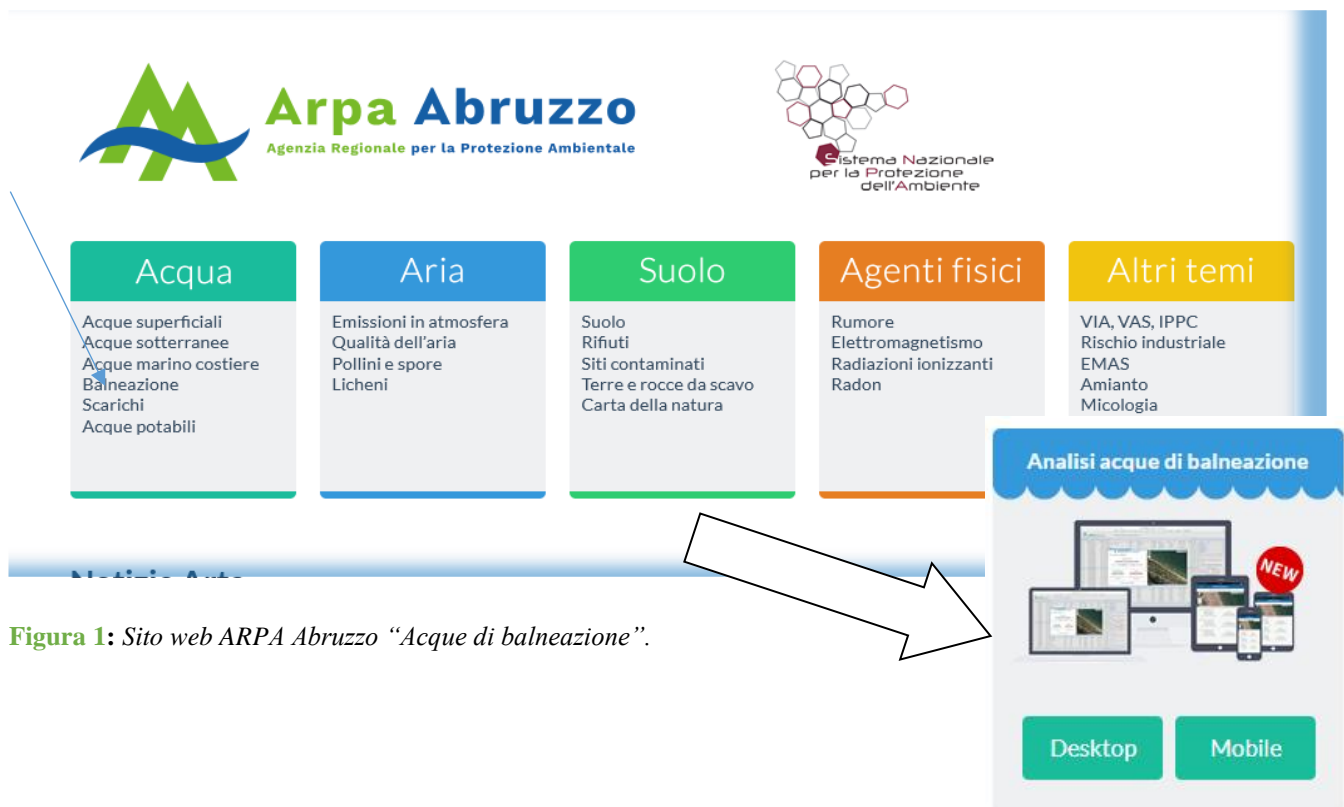 Arpa Abruzzo
Agenzia Regionale per la Protezione Ambientale
Sistema Nazionale
per la Protezione
dell'Ambiente
Acqua
Acque superficiali
Acque sotterranee
Acque marino costiere
Balneazione
Scarichi
Acque potabili
Aria
Emissioni in atmosfera
Qualità dell'aria
Pollini e spore
Licheni
Suolo
Suolo
Rifiuti
Siti contaminati
Terre e rocce da scavo
Carta della natura
Agenti fisici
Rumore
Elettromagnetismo
Radiazioni ionizzanti
Radon
Altri temi
VIA, VAS, IPPC
Rischio industriale
EMAS
Amianto
Micologia
Analisi acque di balneazione
NEW
Desktop
Mobile
Figura 1: Sito web ARPA Abruzzo “Acque di balneazione”.